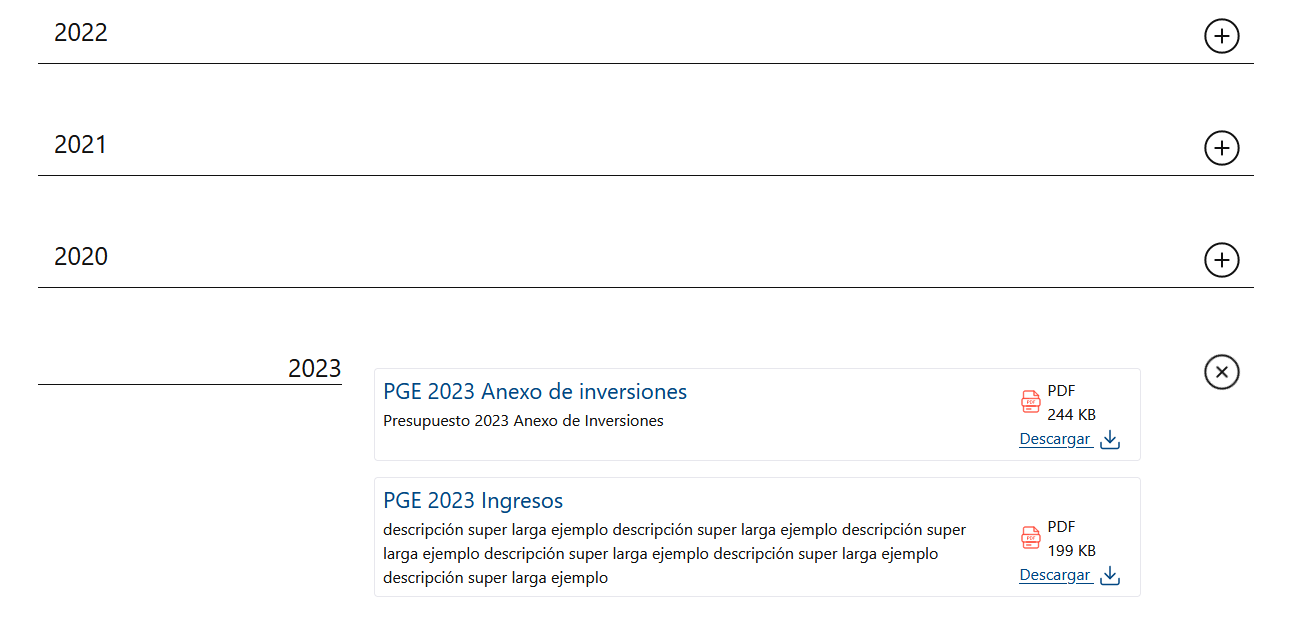 2022
2021
2020
2023
PGE 2023 Anexo de inversiones
Presupuesto 2023 Anexo de Inversiones
PDF
PDF
244 KB
Descargar
PGE 2023 Ingresos
descripción super larga ejemplo descripción super larga ejemplo descripción super
larga ejemplo descripción super larga ejemplo descripción super larga ejemplo
descripción super larga ejemplo
PDF
PDF
199 KB
Descargar